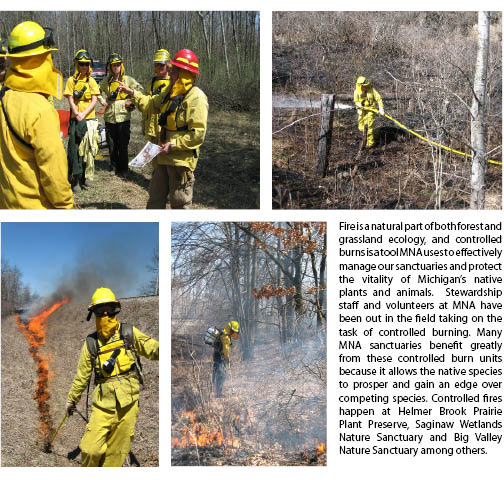 Fire is a natural part of both forest and
grassland ecology, and controlled
burns is a tool MNA uses to effectively
manage our sanctuaries and protect
the vitality of Michigan's native
plants and animals. Stewardship
staff and volunteers at MNA have
been out in the field taking on the
task of controlled burning. Many
MNA sanctuaries benefit greatly
from these controlled burn units
because it allows the native species
to prosper and gain an edge over
competing species. Controlled fires
happen at Helmer Brook Prairie
Plant Preserve, Saginaw Wetlands
Nature Sanctuary and Big Valley
Nature Sanctuary among others.